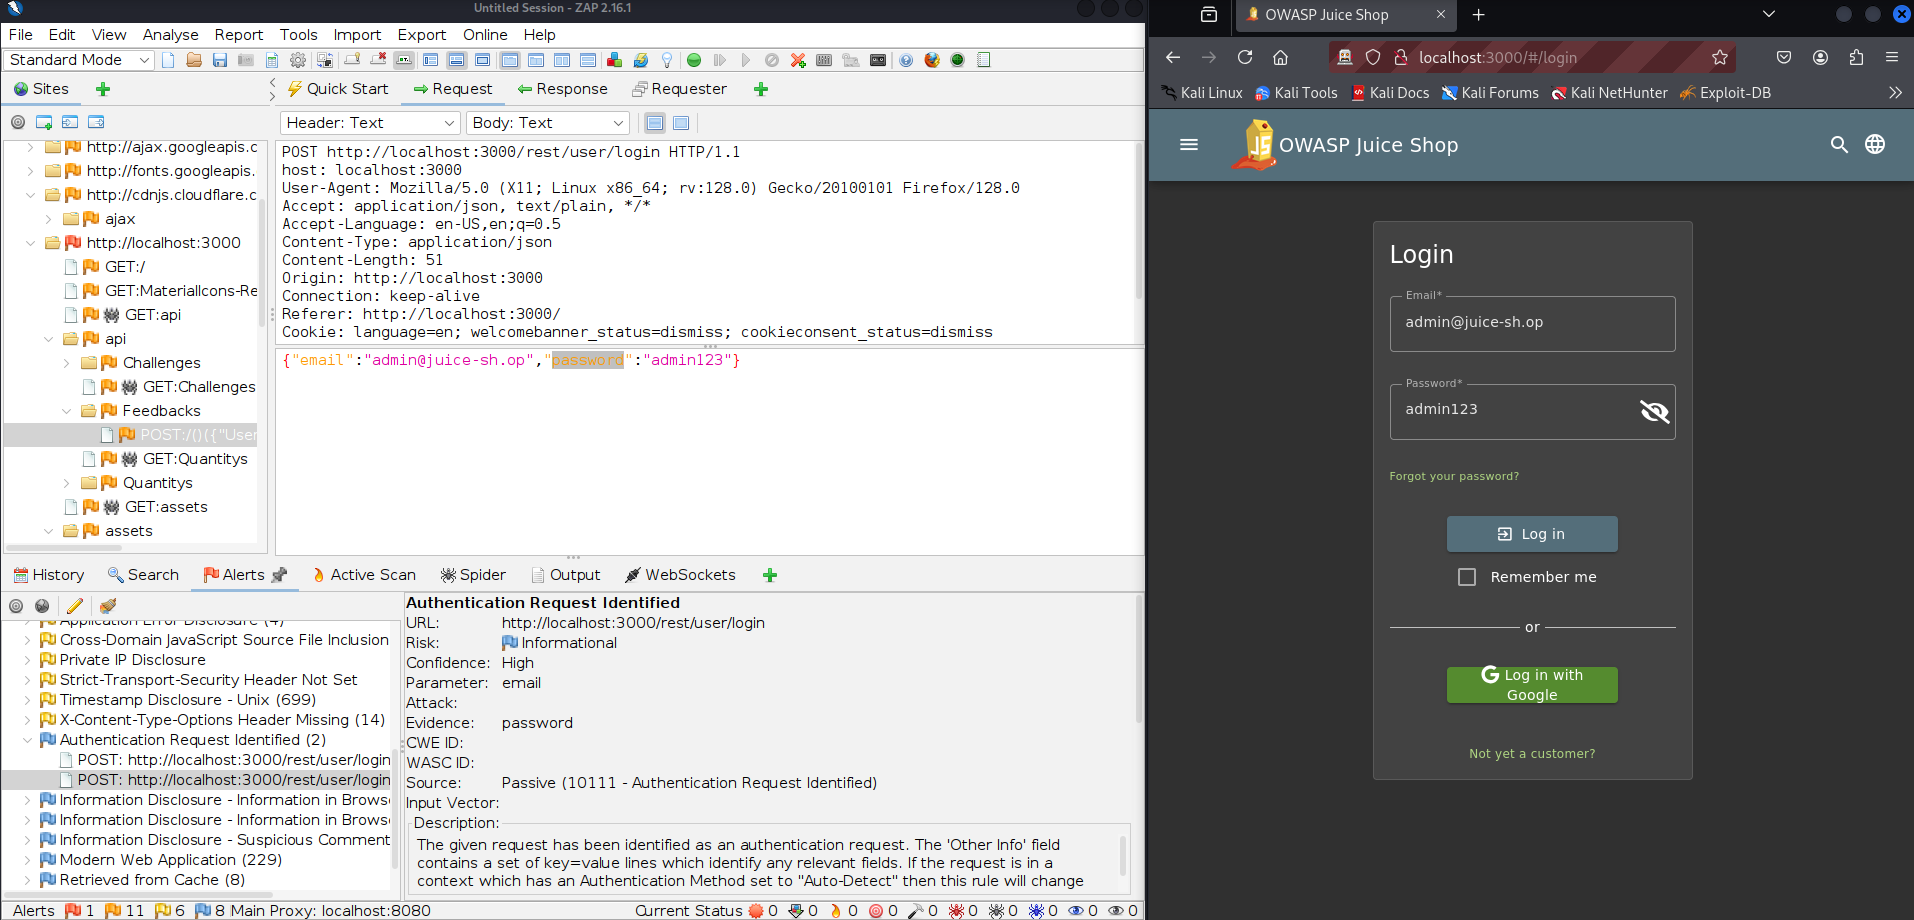 Untitled Session - ZAP 2.16.1
File Edit View Analyse Report Tools Import Export Online Help
Standard Mode
Sites
Quick Start Request Response Requester
Header: Text Body: Text
http://ajax.googleapis.c
http://fonts.googleapis.
http://cdnjs.cloudflare.c
ajax
http://localhost:3000
GET:/
GET:MaterialIcons-Re
GET:api
api
Challenges
GET:Challenges
Feedbacks
POST:/()({"User
GET:Quantitys
Quantitys
GET:assets
assets
POST http://localhost:3000/rest/user/login HTTP/1.1
host: localhost:3000
User-Agent: Mozilla/5.0 (X11; Linux x86_64; rv:128.0) Gecko/20100101 Firefox/128.0
Accept: application/json, text/plain, */*
Accept-Language: en-US,en;q=0.5
Content-Type: application/json
Content-Length: 51
Origin: http://localhost:3000
Connection: keep-alive
Referer: http://localhost:3000/
Cookie: language=en; welcomebanner_status=dismiss; cookieconsent_status=dismiss
{"email":"admin@juice-sh.op","password":"admin123"}
History Search Alerts Active Scan Spider Output WebSockets
Application Error Disclosure (4)
Cross-Domain JavaScript Source File Inclusion
Private IP Disclosure
Strict-Transport-Security Header Not Set
Timestamp Disclosure - Unix (699)
X-Content-Type-Options Header Missing (14)
Authentication Request Identified (2)
POST: http://localhost:3000/rest/user/login
POST: http://localhost:3000/rest/user/login
Information Disclosure - Information in Browse
Information Disclosure - Information in Browse
Information Disclosure - Suspicious Comment
Modern Web Application (229)
Retrieved from Cache (8)
Authentication Request Identified
URL: http://localhost:3000/rest/user/login
Risk: Informational
Confidence: High
Parameter: email
Attack:
Evidence: password
CWE ID:
WASC ID:
Source: Passive (10111 - Authentication Request Identified)
Input Vector:
Description:
The given request has been identified as an authentication request. The 'Other Info' field
contains a set of key=value lines which identify any relevant fields. If the request is in a
context which has an Authentication Method set to "Auto-Detect" then this rule will change
Alerts 1 11 6 8 Main Proxy: localhost:8080
Current Status 0 0 0 0 0 0 0 0 0 0
OWASP Juice Shop
localhost:3000/#/login
Kali Linux Kali Tools Kali Docs Kali Forums Kali NetHunter Exploit-DB
JS
OWASP Juice Shop
Login
Email*
admin@juice-sh.op
Password*
admin123
Forgot your password?
Log in
Remember me
or
Log in with
Google
Not yet a customer?